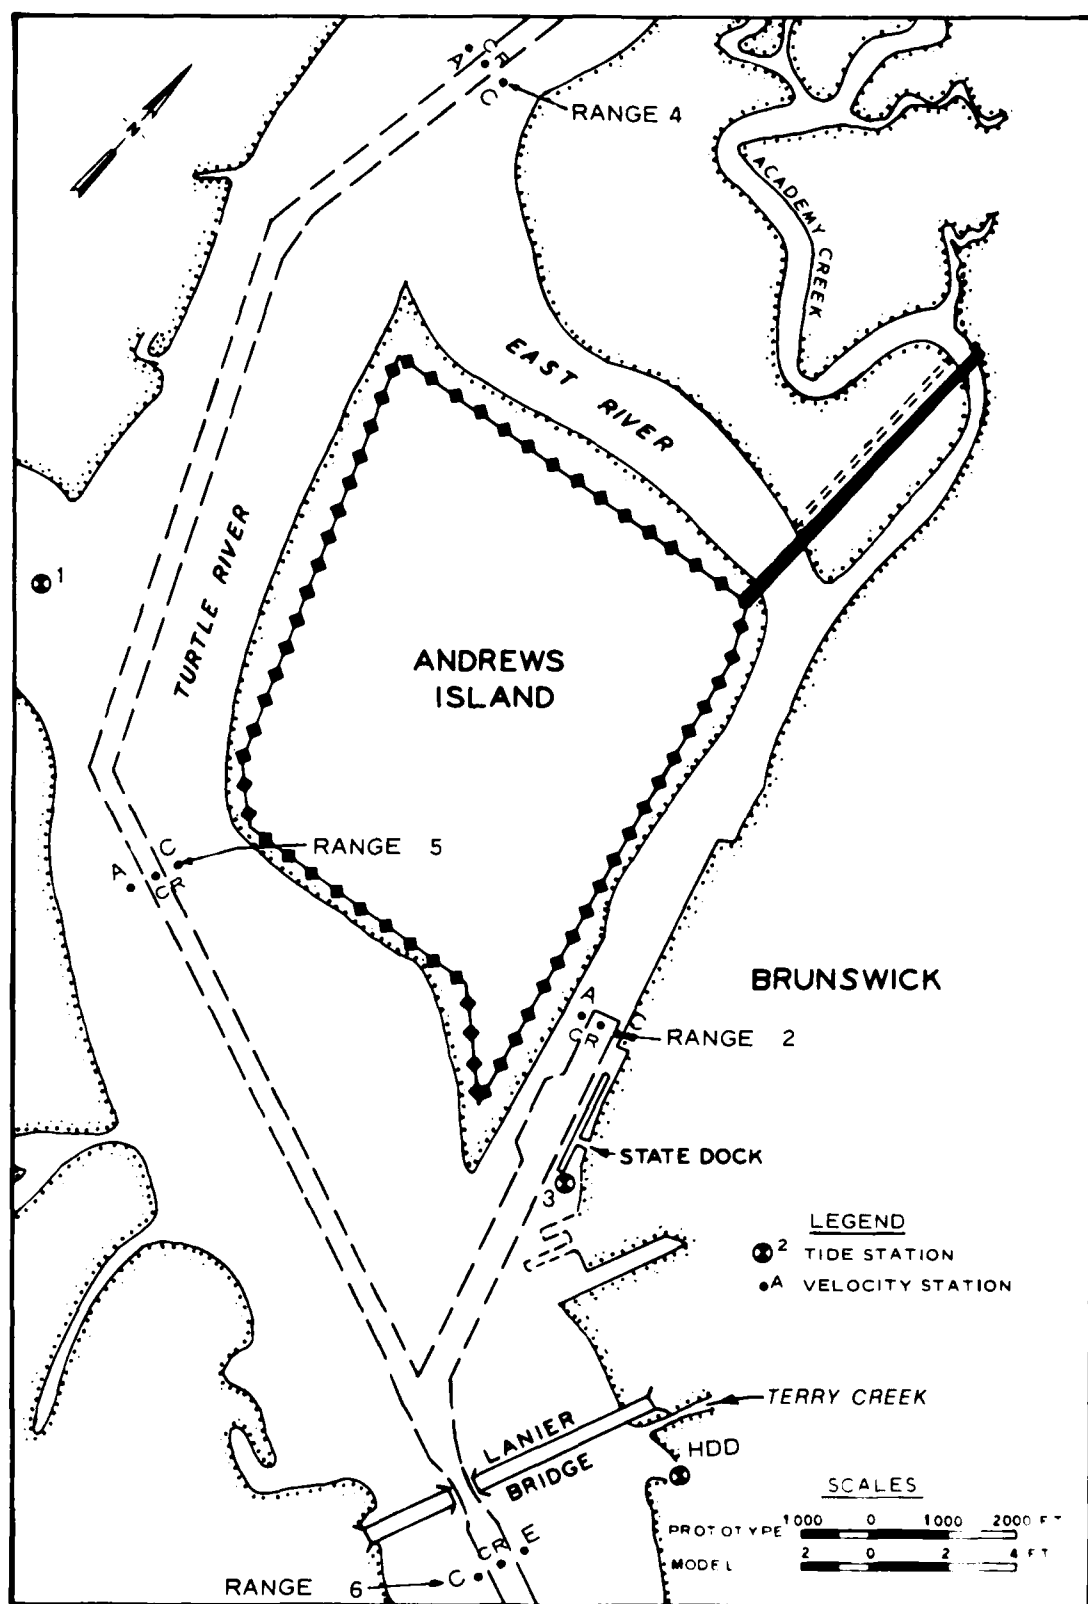 A
CR
C
RANGE 4
N
ACADEMY CREEK
EAST RIVER
TURTLE RIVER
1
ANDREWS
ISLAND
C
RANGE 5
A
CR
BRUNSWICK
A
C
CR
RANGE 2
STATE DOCK
3
LEGEND
2 TIDE STATION
A VELOCITY STATION
TERRY CREEK
LANIER
BRIDGE
HDD
SCALES
PROTOTYPE 1000 0 1000 2000 FT
MODEL 2 0 2 4 FT
E
CR
C
RANGE 6